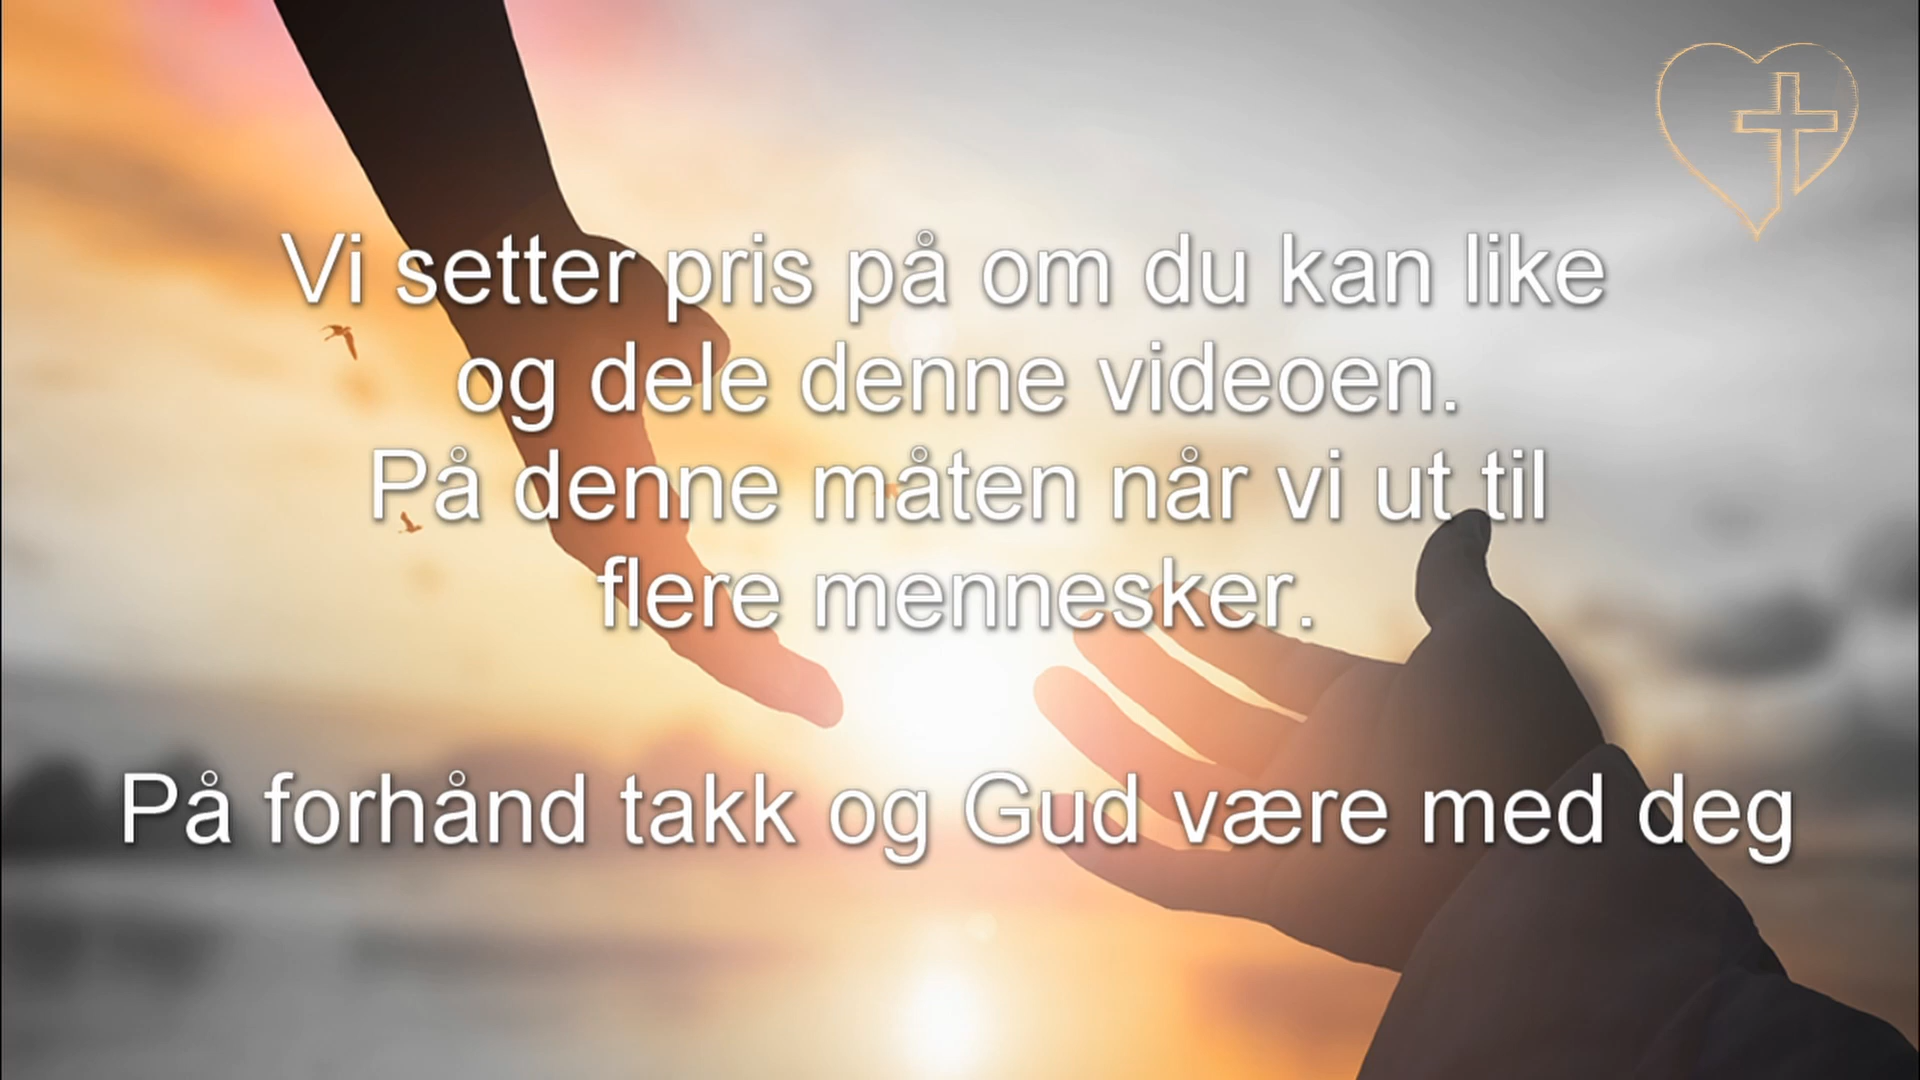 Vi setter pris på om du kan like
og dele denne videoen.
På denne måten når vi ut til
flere mennesker.
På forhånd takk og Gud være med deg